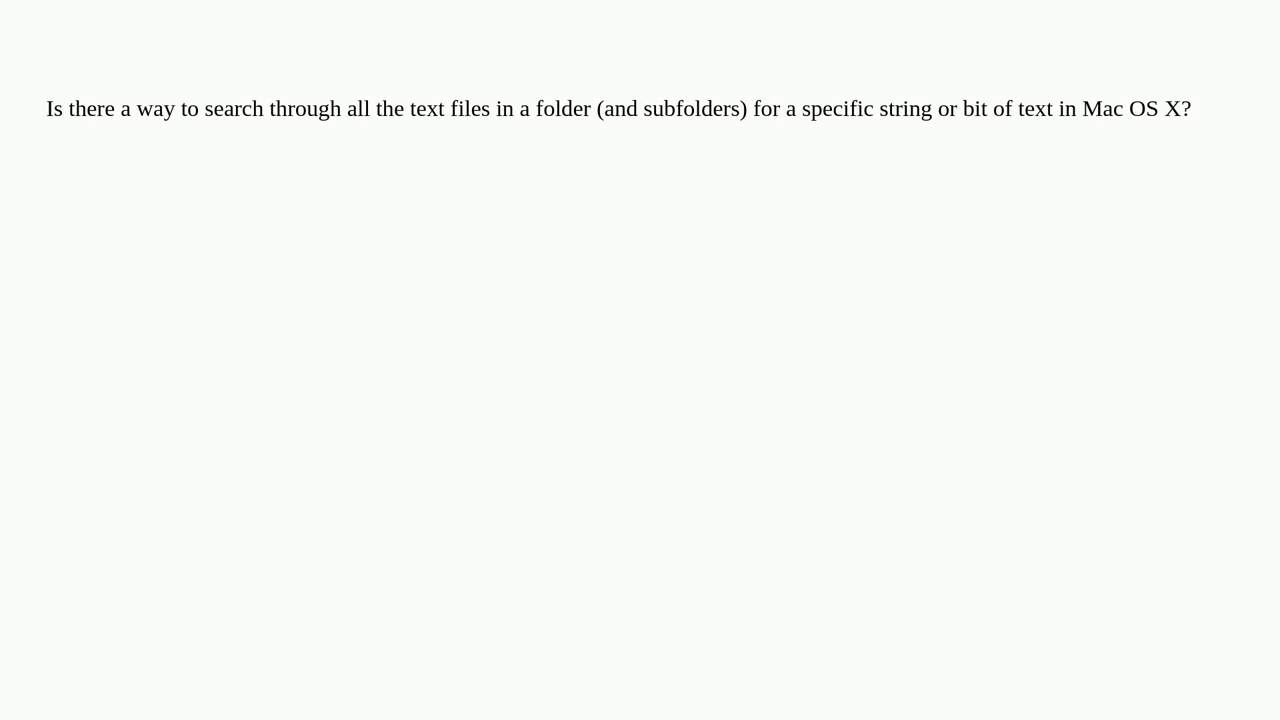 Is there a way to search through all the text files in a folder (and subfolders) for a specific string or bit of text in Mac OS X?